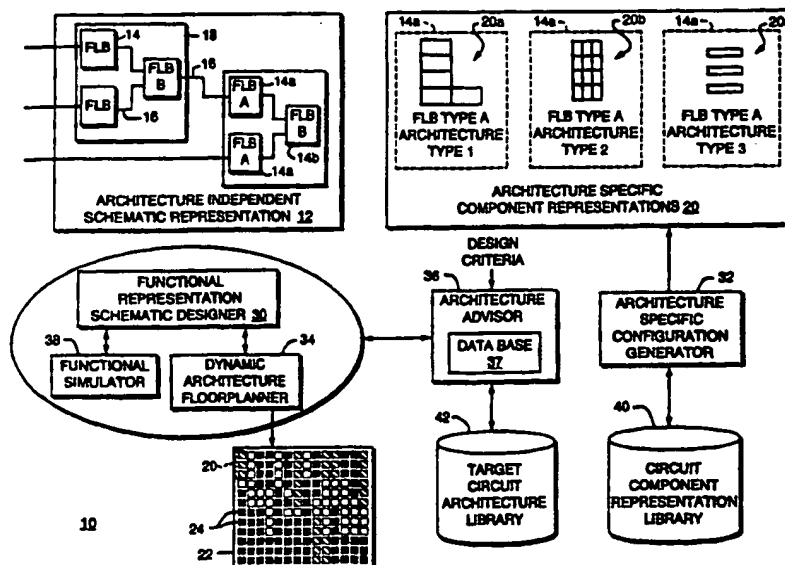 14
18
FLB
FLB
B
16
FLB
16
14a
FLB
A
FLB
B
FLB
A
14b
14a
ARCHITECTURE INDEPENDENT
SCHEMATIC REPRESENTATION 12
14a
20a
FLB TYPE A
ARCHITECTURE
TYPE 1
14a
20b
FLB TYPE A
ARCHITECTURE
TYPE 2
14a
FLB TYPE A
ARCHITECTURE
TYPE 3
ARCHITECTURE SPECIFIC
COMPONENT REPRESENTATIONS 20
FUNCTIONAL
REPRESENTATION
SCHEMATIC DESIGNER 30
38
FUNCTIONAL
SIMULATOR
34
DYNAMIC
ARCHITECTURE
FLOORPLANNER
DESIGN
CRITERIA
36
ARCHITECTURE
ADVISOR
DATA BASE
37
32
ARCHITECTURE
SPECIFIC
CONFIGURATION
GENERATOR
42
TARGET
CIRCUIT
ARCHITECTURE
LIBRARY
40
CIRCUIT
COMPONENT
REPRESENTATION
LIBRARY
20
24
22
10